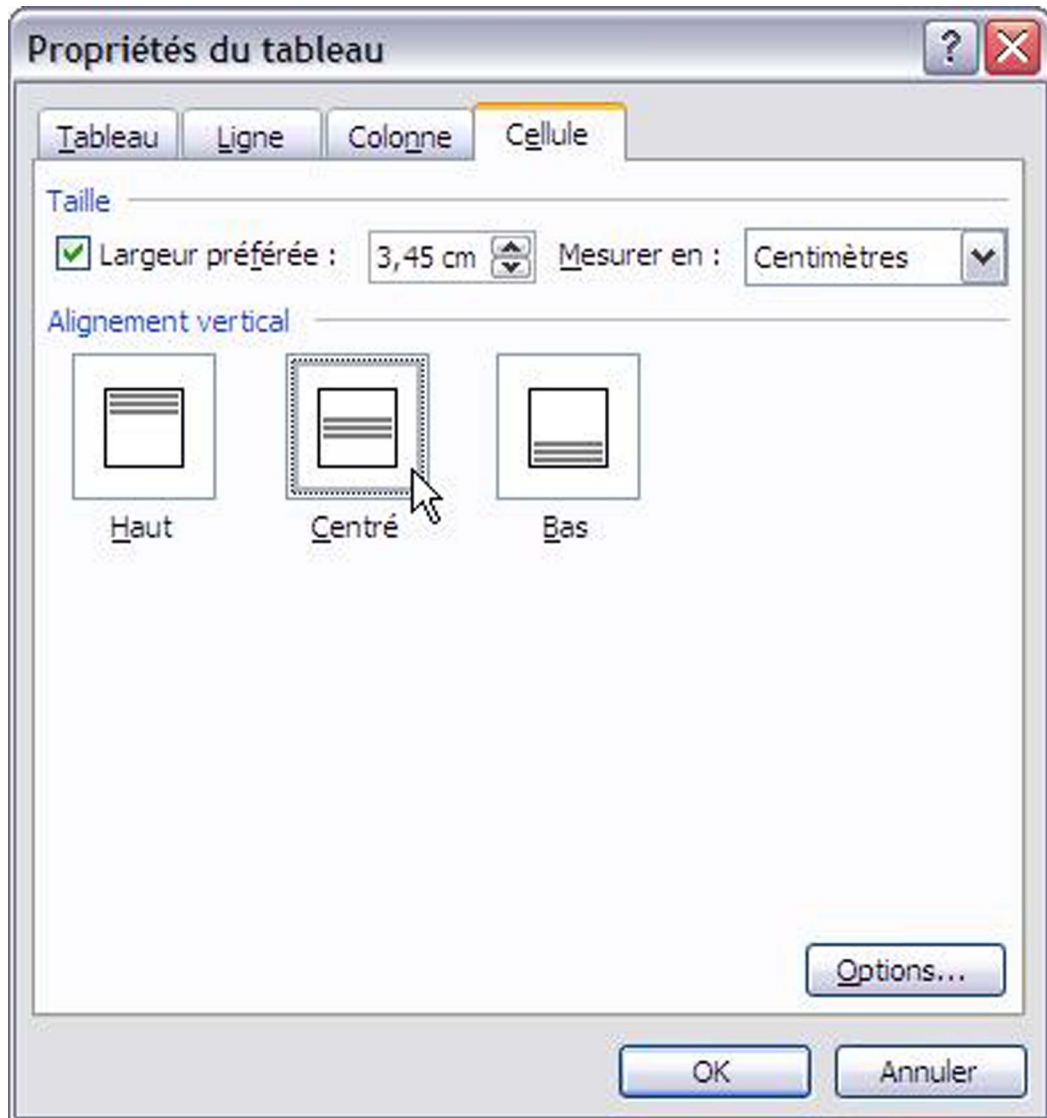 Propriétés du tableau
Tableau Ligne Colonne Cellule
Taille
Largeur préférée : 3,45 cm Mesurer en : Centimètres
Alignement vertical
Haut Centré Bas
Options...
OK Annuler